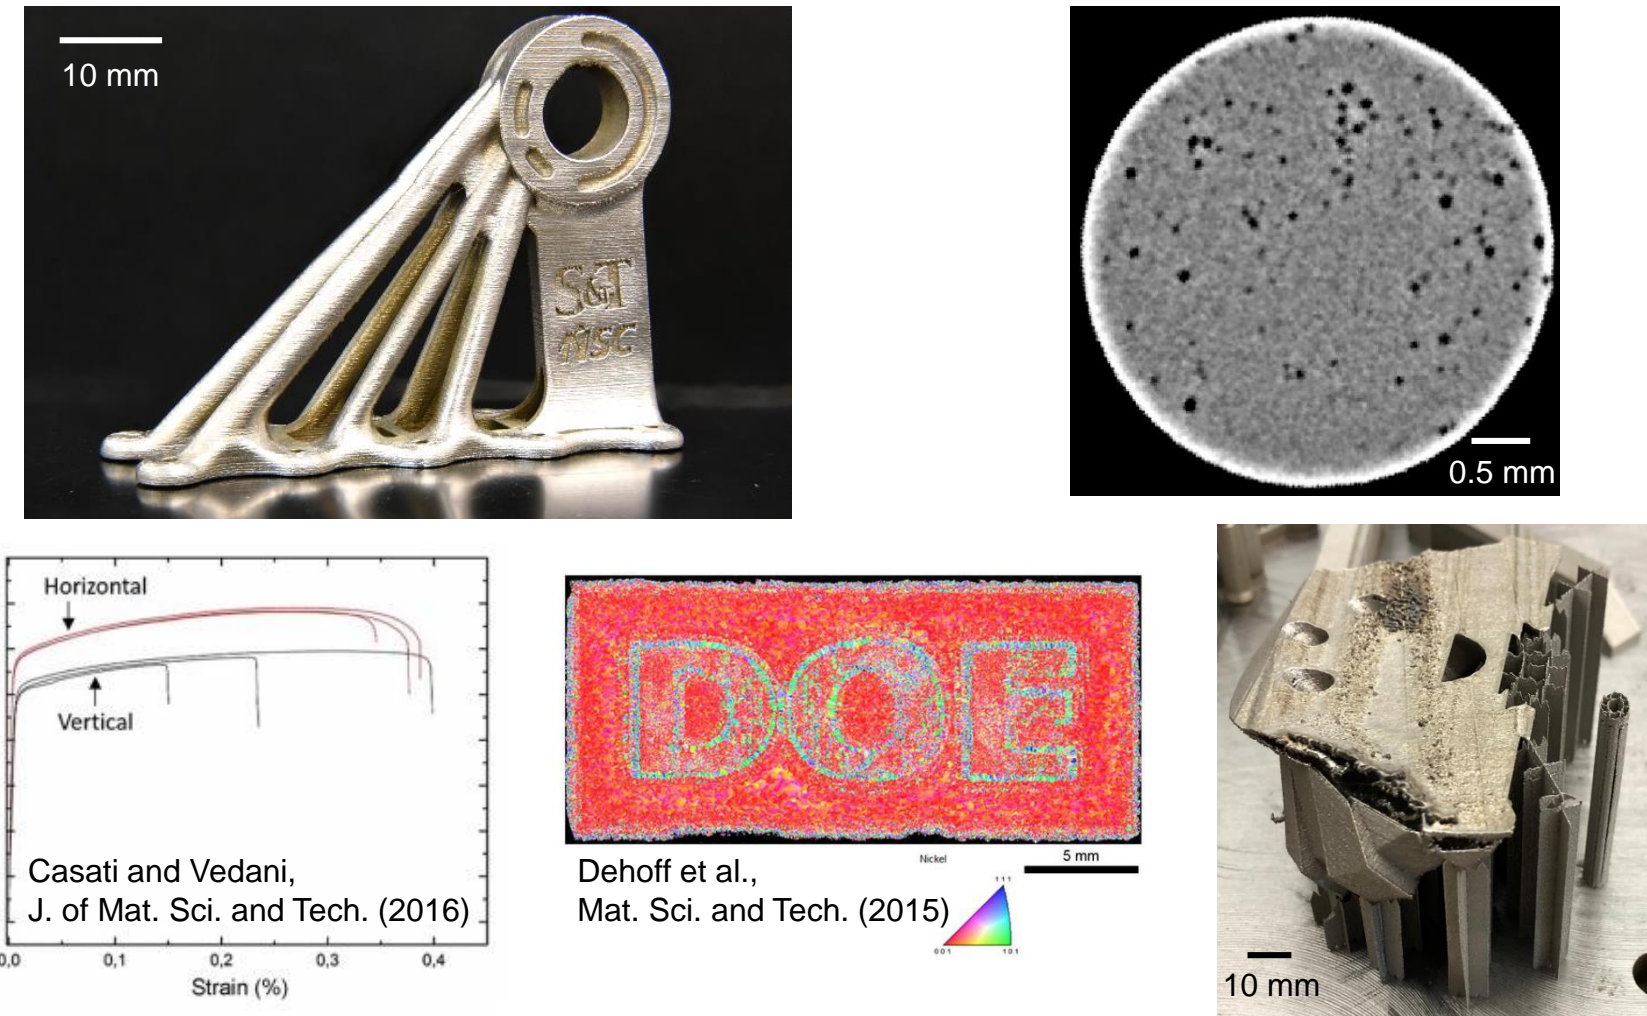 10 mm
S&T
MSC
0.5 mm
Horizontal
Vertical
Casati and Vedani,
J. of Mat. Sci. and Tech. (2016)
0,0
0,1
0,2
0,3
0,4
Strain (%)
DOE
Nickel
5 mm
Dehoff et al.,
Mat. Sci. and Tech. (2015)
111
001
101
10 mm